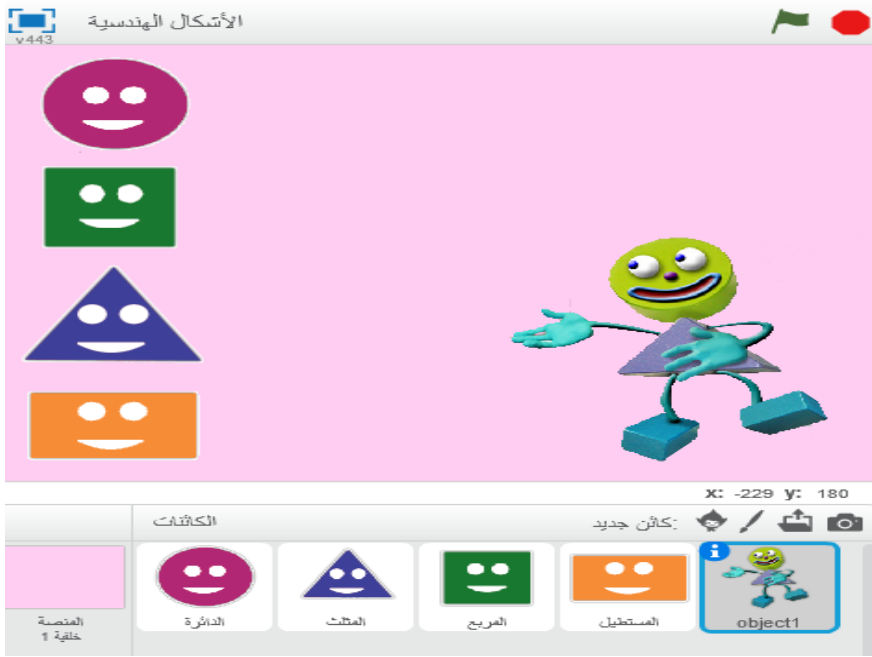 الأشكال الهندسية
v443
x: -229 y: 180
الكائنات
كائن جديد:
الدائرة
المثلث
المربع
المستطيل
object1
المنصة
خلفية 1